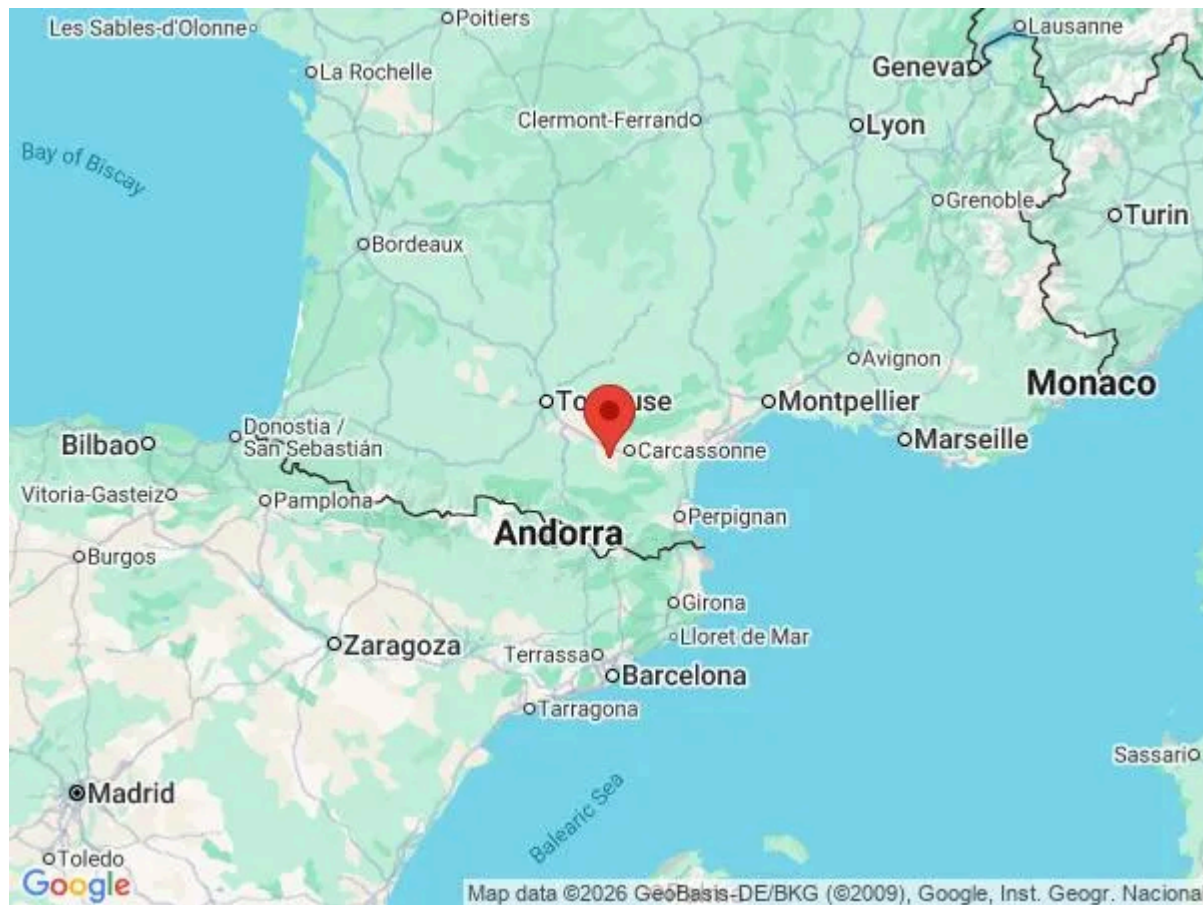 Les Sables-d'Olonne
Poitiers
Lausanne
La Rochelle
Geneva
Clermont-Ferrand
Lyon
Bay of Biscay
Grenoble
Turin
Bordeaux
Avignon
Monaco
Montpellier
Donostia /
San Sebastián
Bilbao
Carcassonne
Marseille
Vitoria-Gasteiz
Pamplona
Perpignan
Andorra
Burgos
Girona
Lloret de Mar
Zaragoza
Terrassa
Barcelona
Tarragona
Sassari
Madrid
Balearic Sea
Toledo
Google
Map data ©2026 GeoBasis-DE/BKG (©2009), Google, Inst. Geogr. Nacional